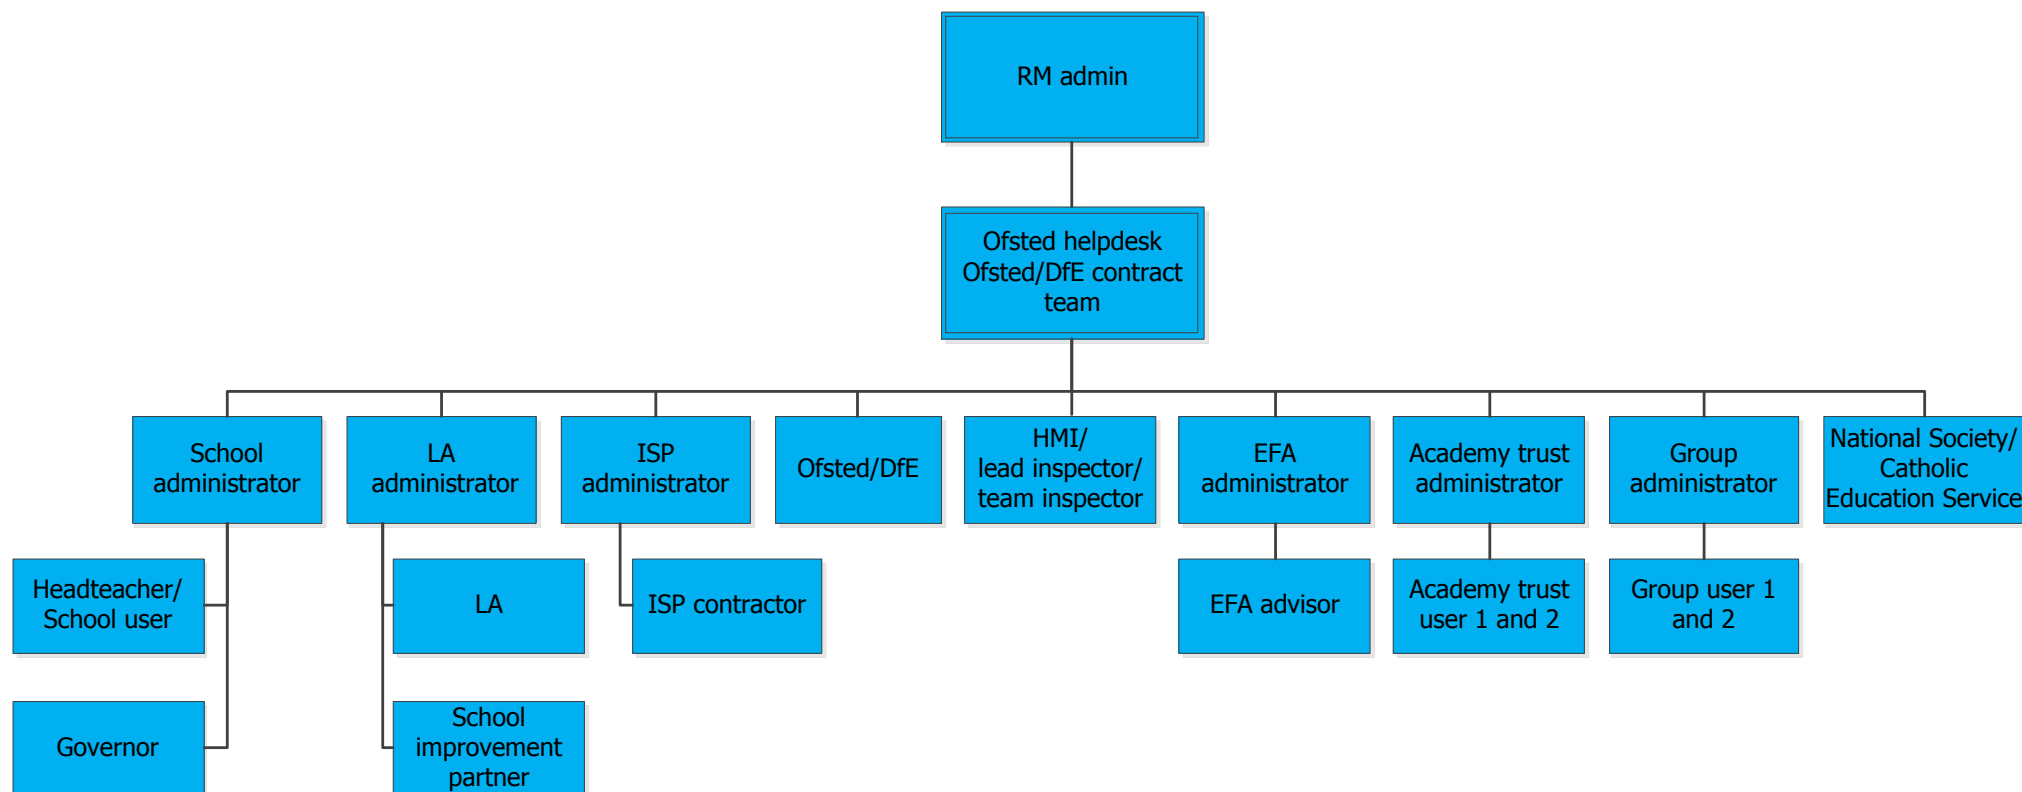 RM admin
Ofsted helpdesk
Ofsted/DfE contract
team
School
administrator
LA
administrator
ISP
administrator
Ofsted/DfE
HMI/
lead inspector/
team inspector
EFA
administrator
Academy trust
administrator
Group
administrator
National Society/
Catholic
Education Service
Headteacher/
School user
LA
ISP contractor
EFA advisor
Academy trust
user 1 and 2
Group user 1
and 2
Governor
School
improvement
partner